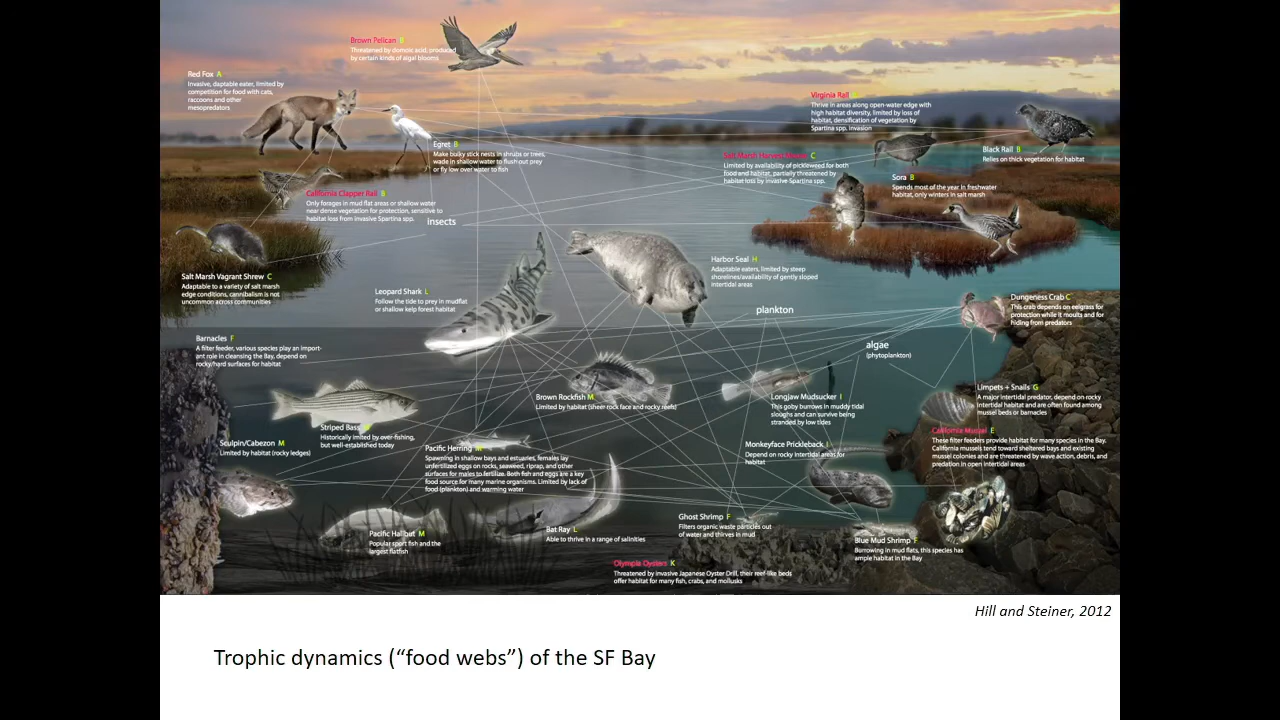 Brown Pelican B
Threatened by domoic acid, produced
by certain kinds of algal blooms
Red Fox A
Invasive, daptable eater, limited by
competition for food with cats,
raccoons and other
mesopredators
Virginia Rail
Thrive in areas along open-water edge with
high habitat diversity, limited by loss of
habitat, densification of vegetation by
Spartina spp. invasion
Egret B
Make bulky stick nests in shrubs or trees,
wade in shallow water to flush out prey
or fly low over water to fish
Black Rail B
Relies on thick vegetation for habitat
Salt Marsh Harvest Mouse C
Limited by availability of pickleweed for both
food and habitat, partially threatened by
habitat loss by invasive Spartina spp.
Sora B
Spends most of the year in freshwater
habitat, only winters in salt marsh
California Clapper Rail B
Only forages in mud flat areas or shallow water
near dense vegetation for protection, sensitive to
habitat loss from invasive Spartina spp.
insects
Salt Marsh Vagrant Shrew C
Adaptable to a variety of salt marsh
edge conditions, cannibalism is not
uncommon across communities
Harbor Seal H
Adaptable eaters, limited by steep
shorelines/availability of gently sloped
intertidal areas
Leopard Shark L
Follow the tide to prey in mudflat
or shallow kelp forest habitat
Dungeness Crab C
This crab depends on eelgrass for
protection while it moults and for
hiding from predators
plankton
Barnacles F
A filter feeder, various species play an import-
ant role in cleansing the Bay, depend on
rocky/hard surfaces for habitat
algae
(phytoplankton)
Brown Rockfish M
Limited by habitat (sheer rock face and rocky reefs)
Longjaw Mudsucker I
This goby burrows in muddy tidal
sloughs and can survive being
stranded by low tides
Limpets + Snails G
A major intertidal predator, depend on rocky
intertidal habitat and are often found among
mussel beds or barnacles
Striped Bass
Historically limited by over-fishing,
but well-established today
Sculpin/Cabezon M
Limited by habitat (rocky ledges)
Pacific Herring M
Spawning in shallow bays and estuaries, females lay
unfertilized eggs on rocks, seaweed, riprap, and other
surfaces for males to fertilize. Both fish and eggs are a key
food source for many marine organisms. Limited by lack of
food (plankton) and warming water
Monkeyface Prickleback I
Depend on rocky intertidal areas for
habitat
California Mussel E
These filter feeders provide habitat for many species in the Bay.
California mussels tend toward sheltered bays and existing
mussel colonies and are threatened by wave action, debris, and
predation in open intertidal areas
Pacific Halibut M
Popular sport fish and the
largest flatfish
Bat Ray L
Able to thrive in a range of salinities
Ghost Shrimp F
Filters organic waste particles out
of water and thrives in mud
Blue Mud Shrimp F
Burrowing in mud flats, this species has
ample habitat in the Bay
Olympia Oysters K
Threatened by invasive Japanese Oyster Drill, their reef-like beds
offer habitat for many fish, crabs, and mollusks
Hill and Steiner, 2012
Trophic dynamics (“food webs”) of the SF Bay